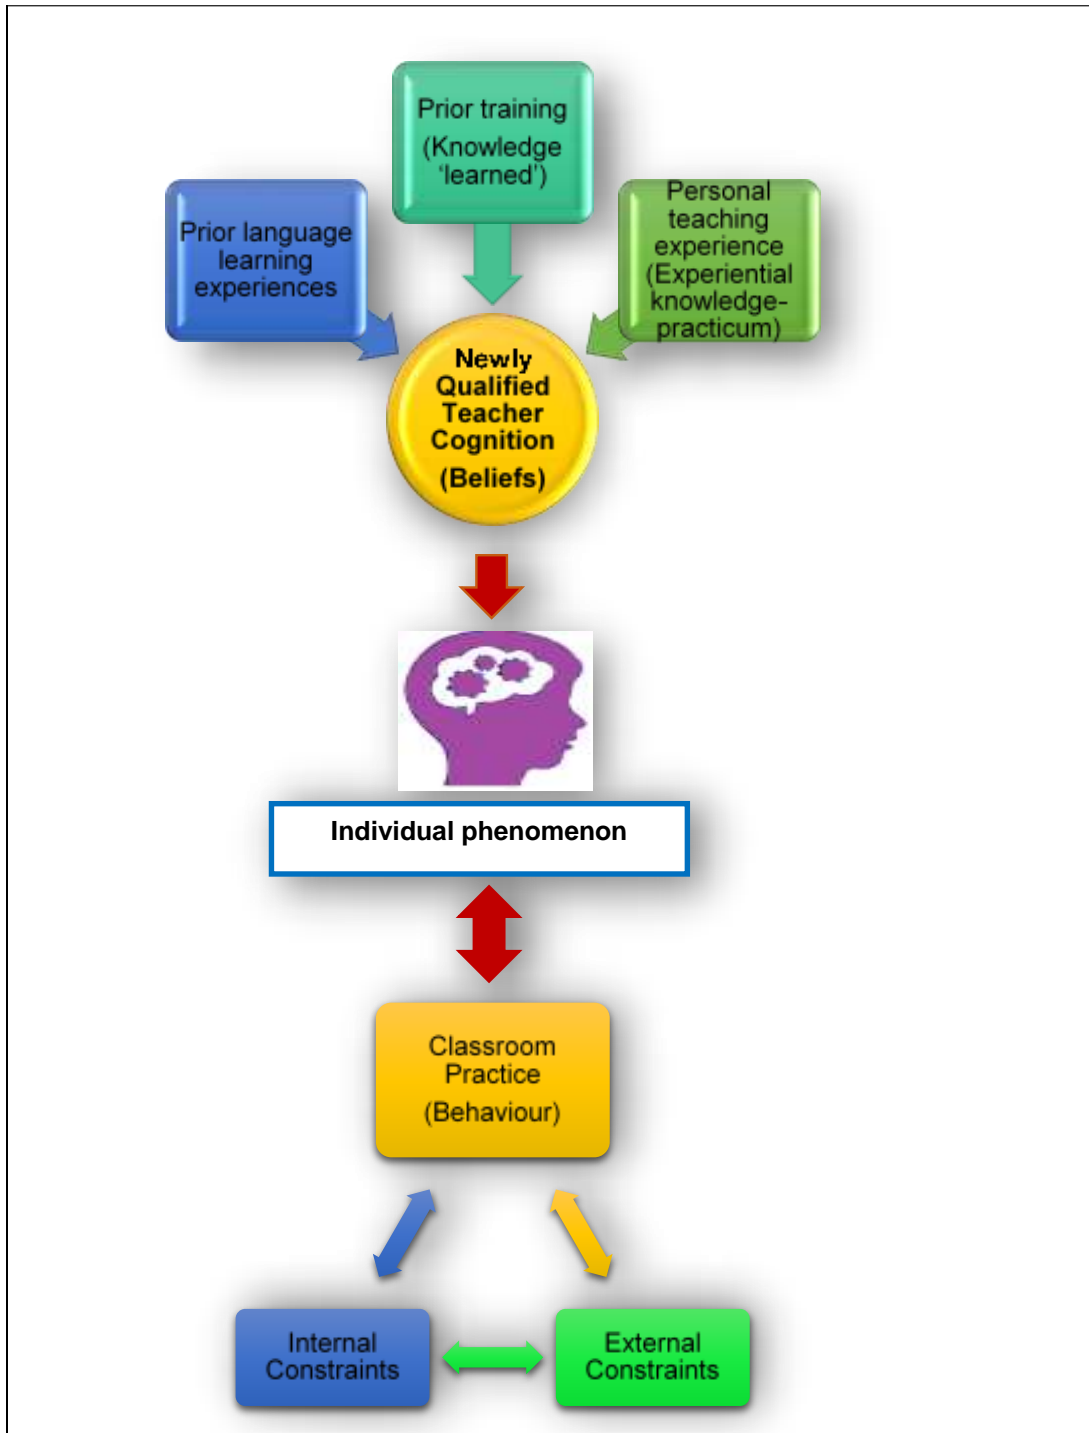 Prior training
(Knowledge
‘learned’)
Prior language
learning
experiences
Personal
teaching
experience
(Experiential
knowledge-
practicum)
Newly
Qualified
Teacher
Cognition
(Beliefs)
Individual phenomenon
Classroom
Practice
(Behaviour)
Internal
Constraints
External
Constraints